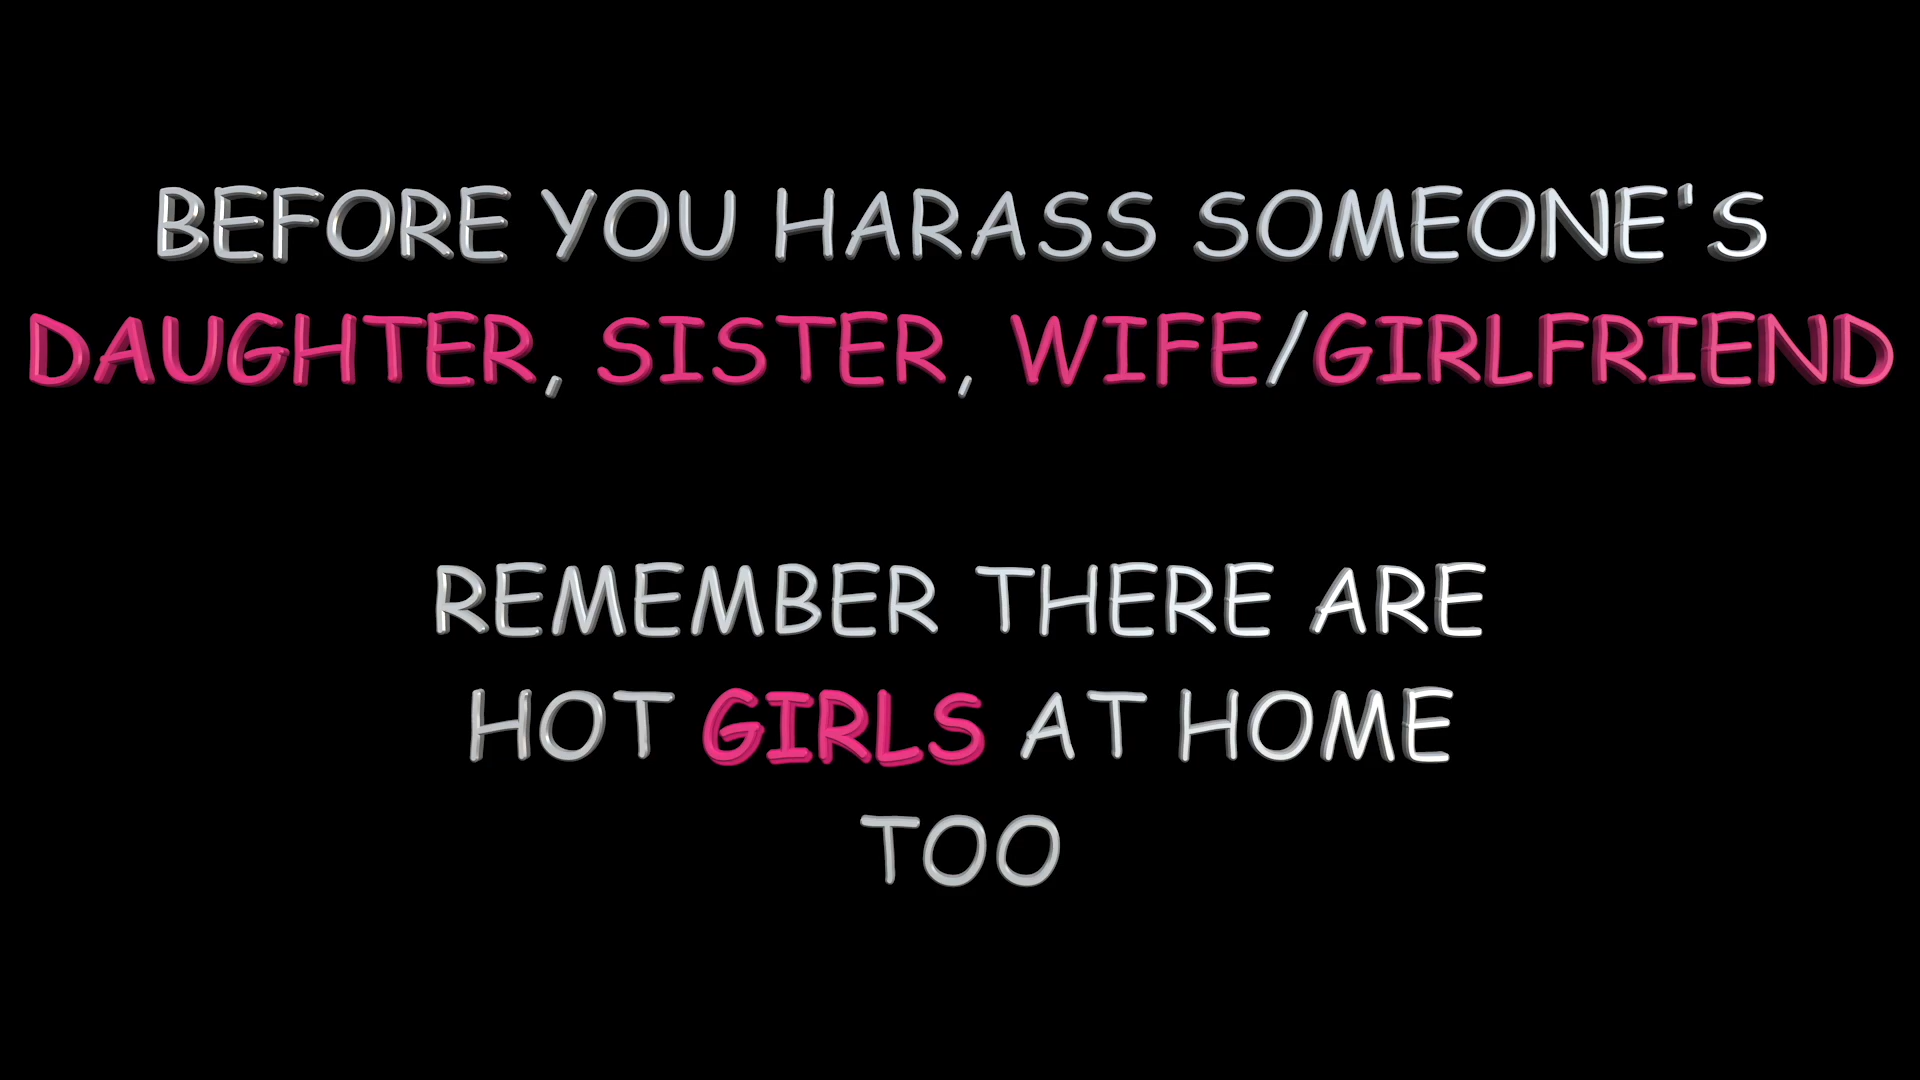 BEFORE YOU HARASS SOMEONE'S
DAUGHTER, SISTER, WIFE/GIRLFRIEND
REMEMBER THERE ARE
HOT GIRLS AT HOME
TOO